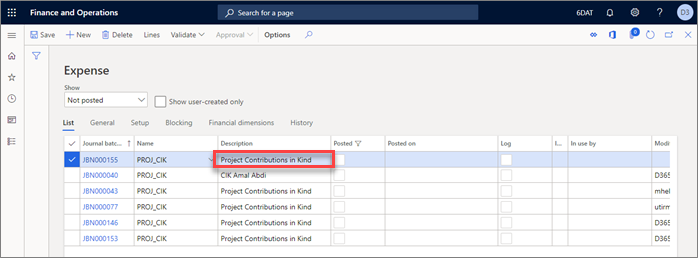 Finance and Operations Search for a page 6DAT ? D3
Save New Delete Lines Validate Approval Options 0
Expense
Show
Not posted Show user-created only
List General Setup Blocking Financial dimensions History
Journal batc... Name Description Posted Posted on Log I... In use by Modi
JBN000155 PROJ_CIK Project Contributions in Kind
JBN000040 PROJ_CIK CIK Amal Abdi D365
JBN000043 PROJ_CIK Project Contributions in Kind mhel
JBN000077 PROJ_CIK Project Contributions in Kind utirm
JBN000146 PROJ_CIK Project Contributions in Kind D365
JBN000153 PROJ_CIK Project Contributions in Kind D365